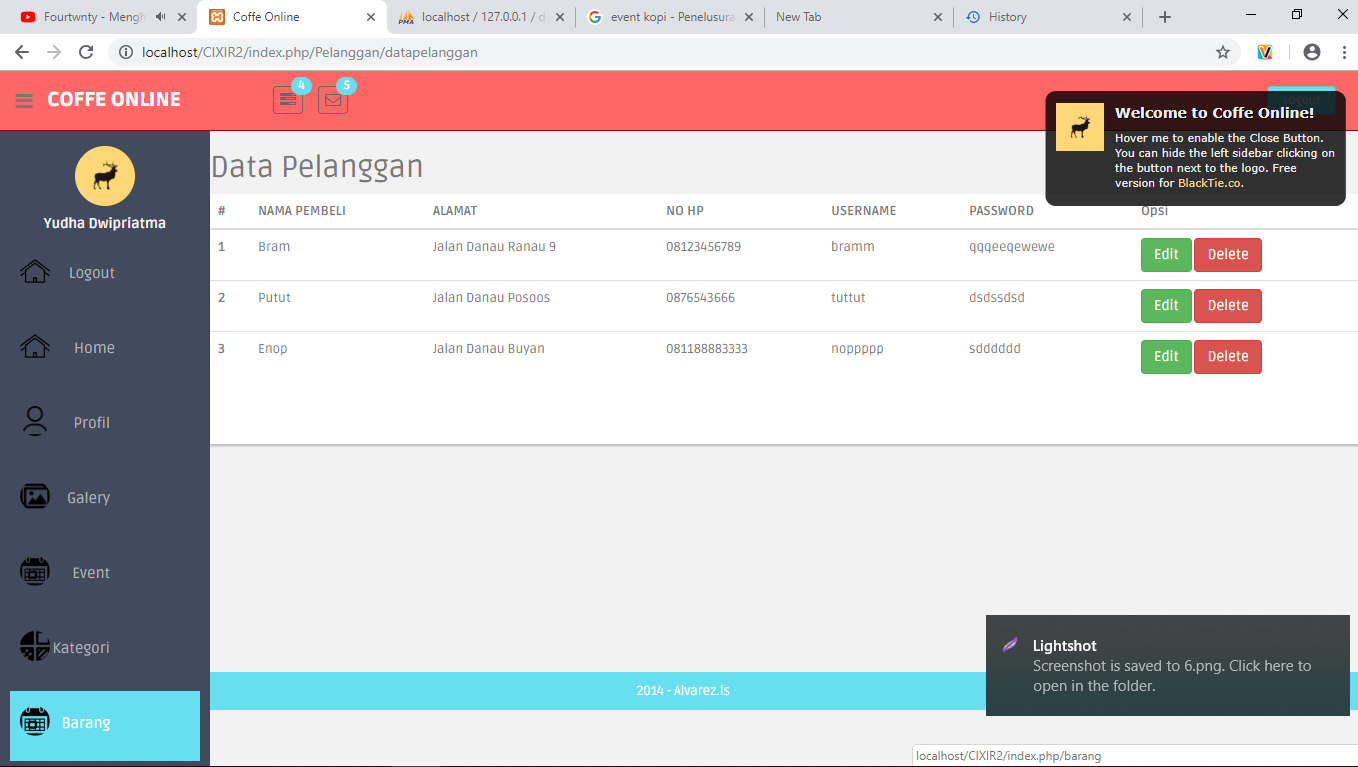 Fourtwnty - Mengh
Coffe Online
localhost / 127.0.0.1 / d
event kopi - Penelusura
New Tab
History
localhost/CIXIR2/index.php/Pelanggan/datapelanggan
COFFE ONLINE
4
5
Welcome to Coffe Online!
Hover me to enable the Close Button.
You can hide the left sidebar clicking on
the button next to the logo. Free
version for BlackTie.co.
Yudha Dwipriatma
Logout
Home
Profil
Galery
Event
Kategori
Barang
Data Pelanggan
# NAMA PEMBELI ALAMAT NO HP USERNAME PASSWORD Opsi
1 Bram Jalan Danau Ranau 9 08123456789 bramm qqqeeqewewe Edit Delete
2 Putut Jalan Danau Posoos 0876543666 tuttut dsdssdsd Edit Delete
3 Enop Jalan Danau Buyan 081188883333 noppppp sdddddd Edit Delete
2014 - Alvarez.is
Lightshot
Screenshot is saved to 6.png. Click here to
open in the folder.
localhost/CIXIR2/index.php/barang